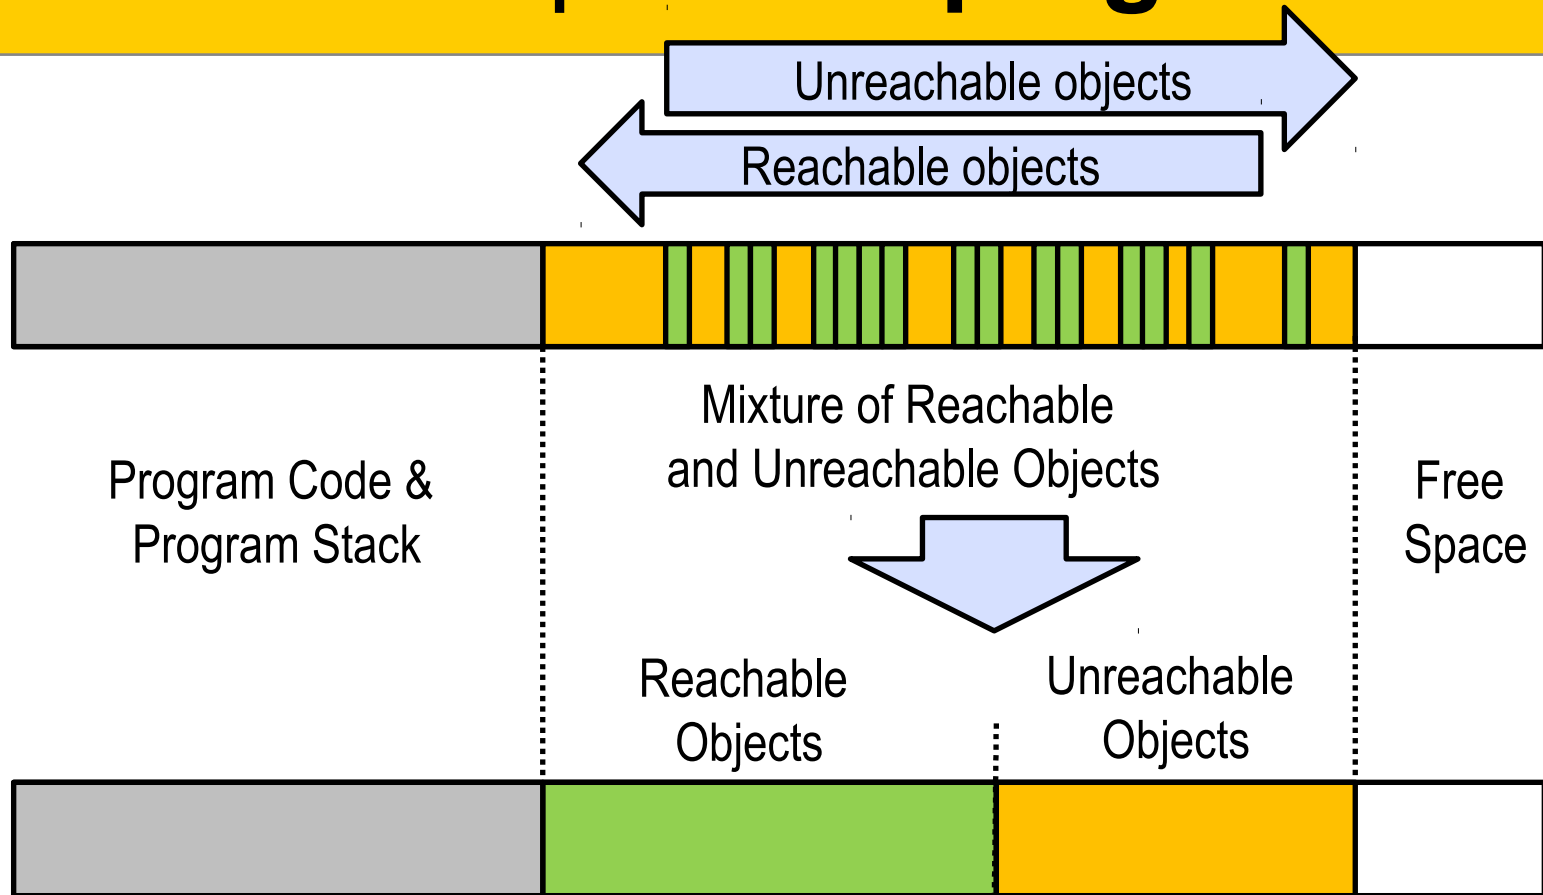 Unreachable objects
Reachable objects
Mixture of Reachable
and Unreachable Objects
Program Code &
Program Stack
Free
Space
Reachable
Objects
Unreachable
Objects